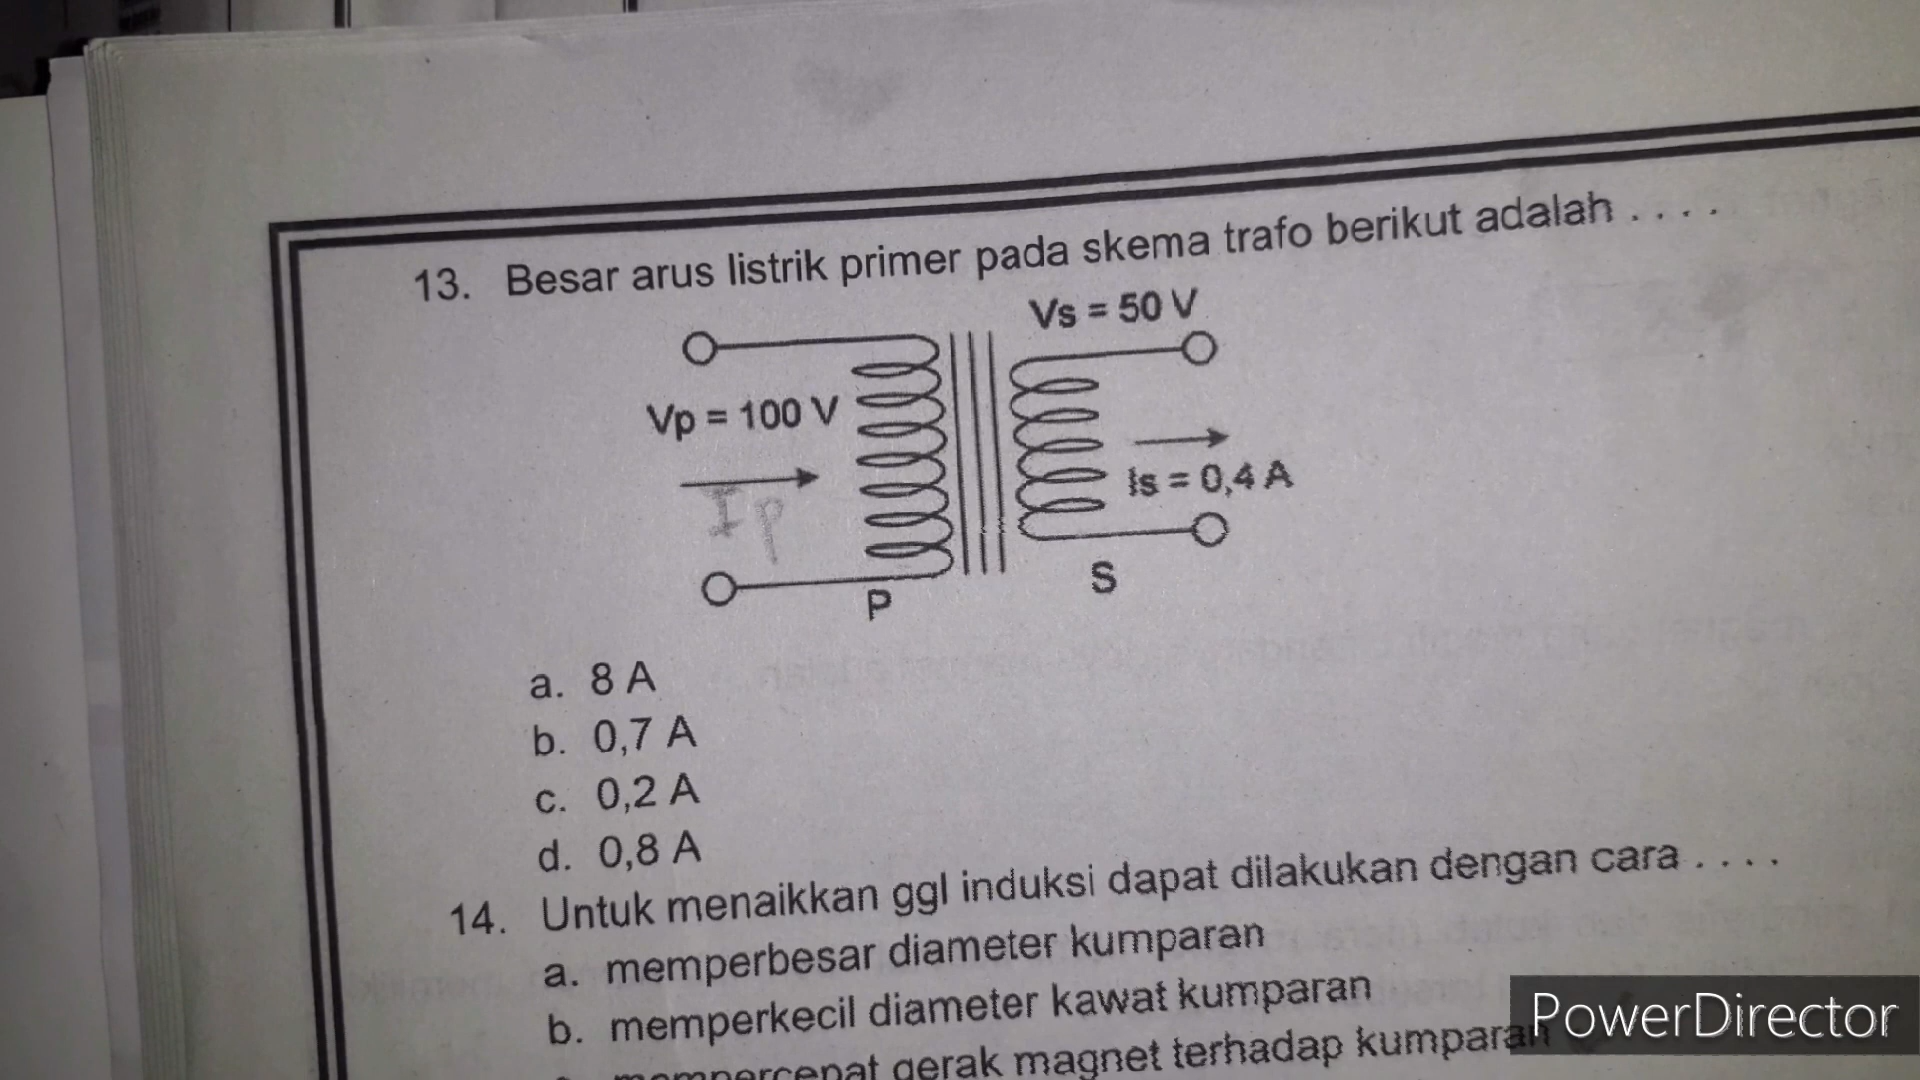 13. Besar arus listrik primer pada skema trafo berikut adalah . . . .
Vs = 50 V
Vp = 100 V
Is = 0,4 A
Ip
S
P
a. 8 A
b. 0,7 A
c. 0,2 A
d. 0,8 A
14. Untuk menaikkan ggl induksi dapat dilakukan dengan cara . . . .
a. memperbesar diameter kumparan
b. memperkecil diameter kawat kumparan
mempercepat gerak magnet terhadap kumparan
PowerDirector